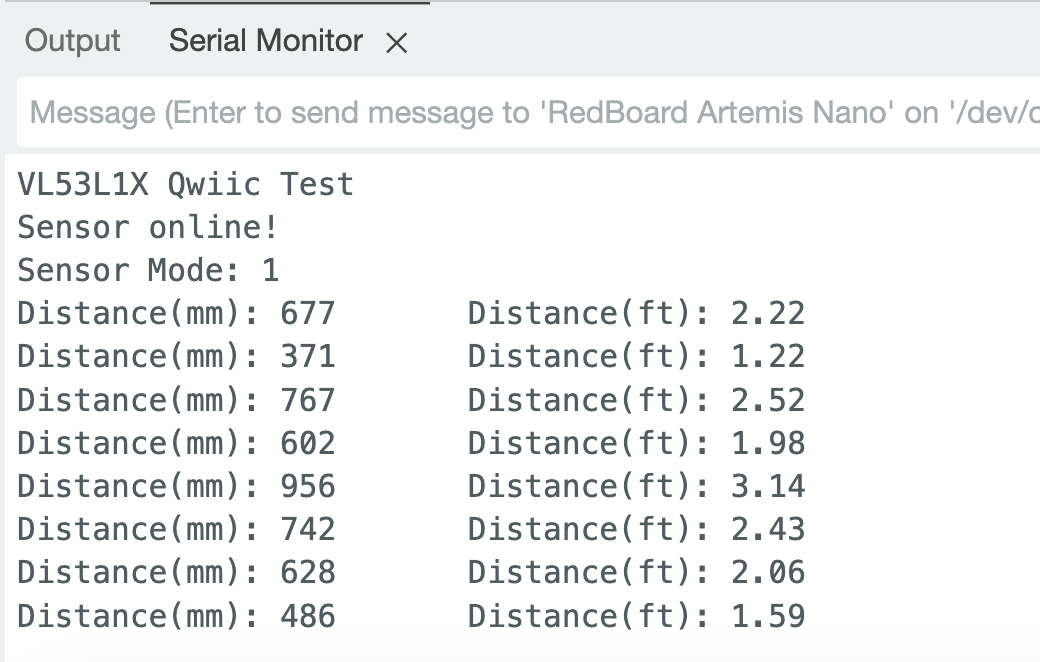 Output Serial Monitor
Message (Enter to send message to 'RedBoard Artemis Nano' on '/dev/c
VL53L1X Qwiic Test
Sensor online!
Sensor Mode: 1
Distance(mm): 677 Distance(ft): 2.22
Distance(mm): 371 Distance(ft): 1.22
Distance(mm): 767 Distance(ft): 2.52
Distance(mm): 602 Distance(ft): 1.98
Distance(mm): 956 Distance(ft): 3.14
Distance(mm): 742 Distance(ft): 2.43
Distance(mm): 628 Distance(ft): 2.06
Distance(mm): 486 Distance(ft): 1.59